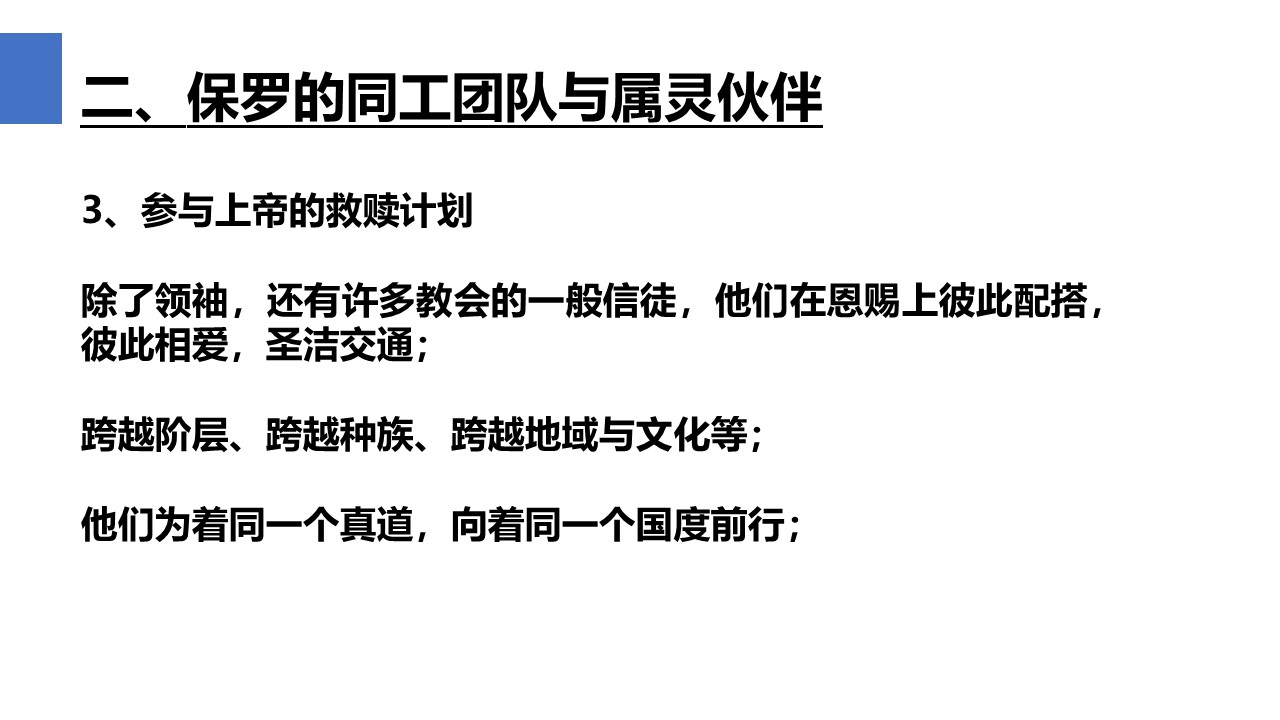 二、保罗的同工团队与属灵伙伴
3、参与上帝的救赎计划
除了领袖，还有许多教会的一般信徒，他们在恩赐上彼此配搭，
彼此相爱，圣洁交通；
跨越阶层、跨越种族、跨越地域与文化等；
他们为着同一个真道，向着同一个国度前行；